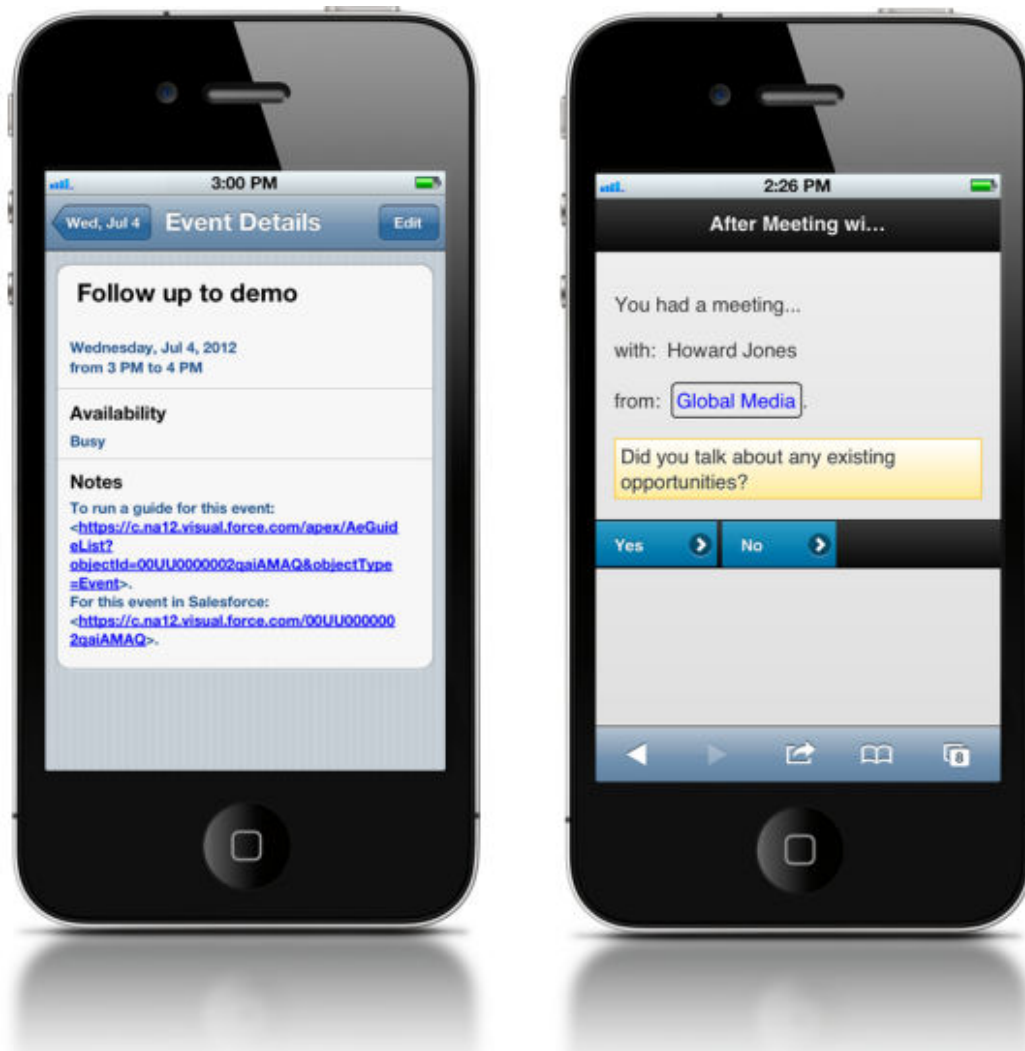 3:00 PM
Wed, Jul 4
Event Details
Edit
Follow up to demo
Wednesday, Jul 4, 2012
from 3 PM to 4 PM
Availability
Busy
Notes
To run a guide for this event:
<https://c.na12.visual.force.com/apex/AeGuid
eList?
objectId=00UU0000002qaiAMAQ&objectType
=Event>.
For this event in Salesforce:
<https://c.na12.visual.force.com/00UU000000
2qaiAMAQ>.
2:26 PM
After Meeting wi...
You had a meeting...
with: Howard Jones
from: Global Media.
Did you talk about any existing
opportunities?
Yes
No
8